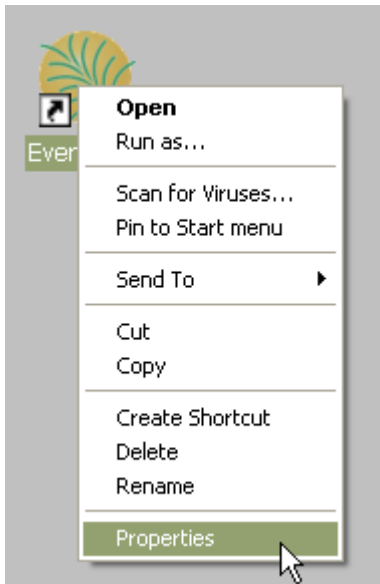 Ever
Open
Run as...
Scan for Viruses...
Pin to Start menu
Send To
Cut
Copy
Create Shortcut
Delete
Rename
Properties